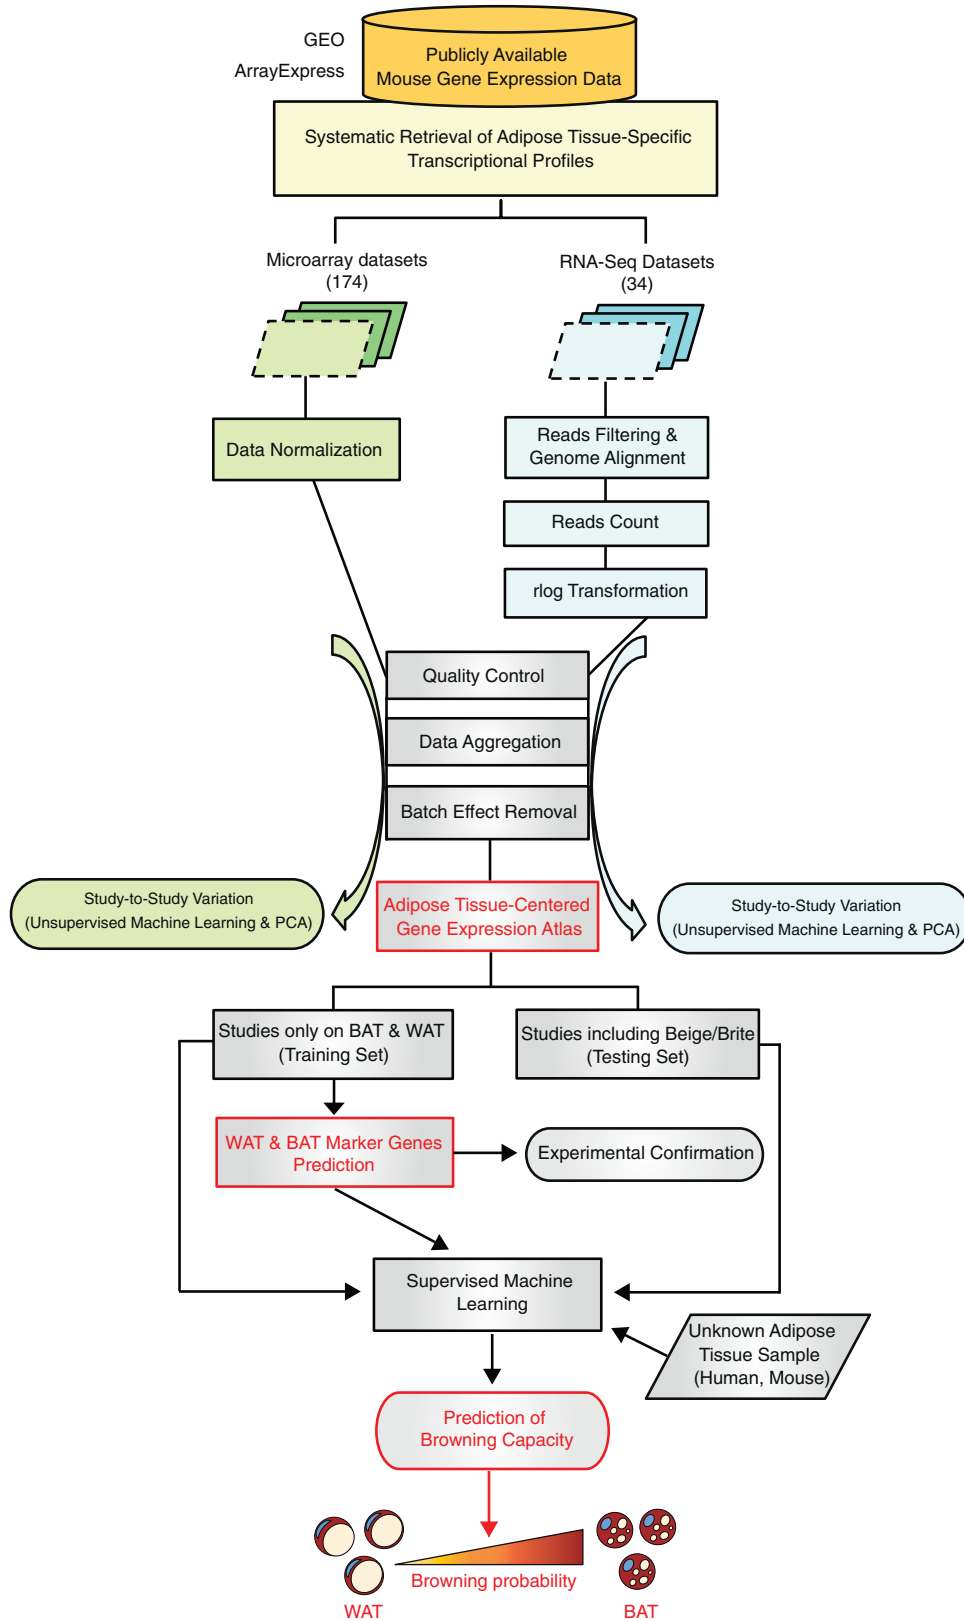 GEO
ArrayExpress
Publicly Available
Mouse Gene Expression Data
Systematic Retrieval of Adipose Tissue-Specific
Transcriptional Profiles
Microarray datasets
(174)
RNA-Seq Datasets
(34)
Data Normalization
Reads Filtering &
Genome Alignment
Reads Count
rlog Transformation
Quality Control
Data Aggregation
Batch Effect Removal
Study-to-Study Variation
(Unsupervised Machine Learning & PCA)
Adipose Tissue-Centered
Gene Expression Atlas
Study-to-Study Variation
(Unsupervised Machine Learning & PCA)
Studies only on BAT & WAT
(Training Set)
Studies including Beige/Brite
(Testing Set)
WAT & BAT Marker Genes
Prediction
Experimental Confirmation
Supervised Machine
Learning
Unknown Adipose
Tissue Sample
(Human, Mouse)
Prediction of
Browning Capacity
Browning probability
WAT
BAT